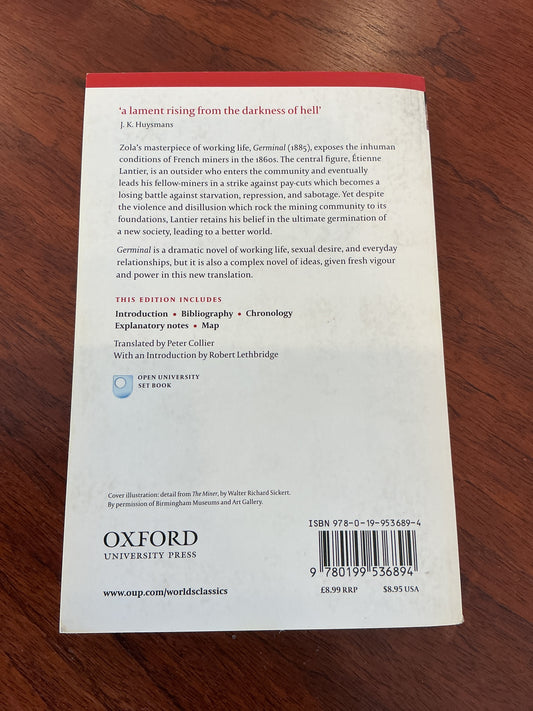 ‘a lament rising from the darkness of hell’
J. K. Huysmans
Zola’s masterpiece of working life, Germinal (1885), exposes the inhuman
conditions of French miners in the 1860s. The central figure, Étienne
Lantier, is an outsider who enters the community and eventually
leads his fellow-miners in a strike against pay-cuts which becomes a
losing battle against starvation, repression, and sabotage. Yet despite
the violence and disillusion which rock the mining community to its
foundations, Lantier retains his belief in the ultimate germination of
a new society, leading to a better world.
Germinal is a dramatic novel of working life, sexual desire, and everyday
relationships, but it is also a complex novel of ideas, given fresh vigour
and power in this new translation.
THIS EDITION INCLUDES
Introduction • Bibliography • Chronology
Explanatory notes • Map
Translated by Peter Collier
With an Introduction by Robert Lethbridge
OPEN UNIVERSITY
SET BOOK
Cover illustration: detail from The Miner, by Walter Richard Sickert.
By permission of Birmingham Museums and Art Gallery.
OXFORD
UNIVERSITY PRESS
www.oup.com/worldsclassics
ISBN 978-0-19-953689-4
9 780199 536894
£8.99 RRP $8.95 USA